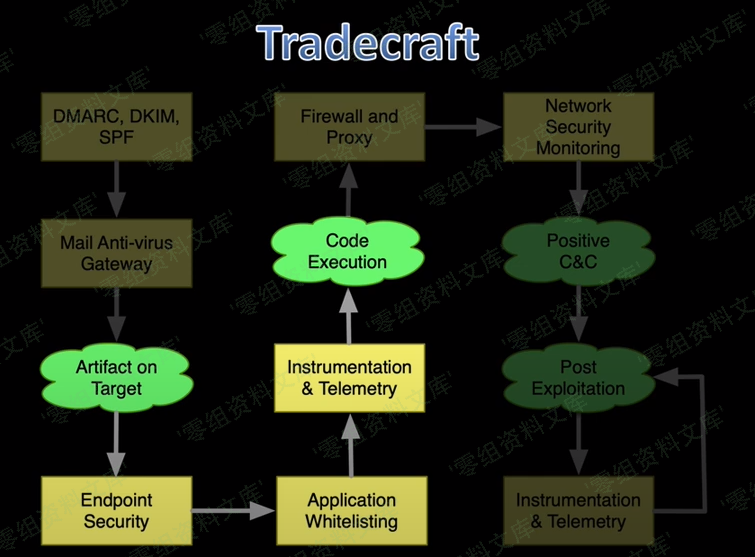 Tradecraft
DMARC, DKIM,
SPF
Mail Anti-virus
Gateway
Artifact on
Target
Endpoint
Security
Firewall and
Proxy
Code
Execution
Instrumentation
& Telemetry
Application
Whitelisting
Network
Security
Monitoring
Positive
C&C
Post
Exploitation
Instrumentation
& Telemetry
'零组资料文库'